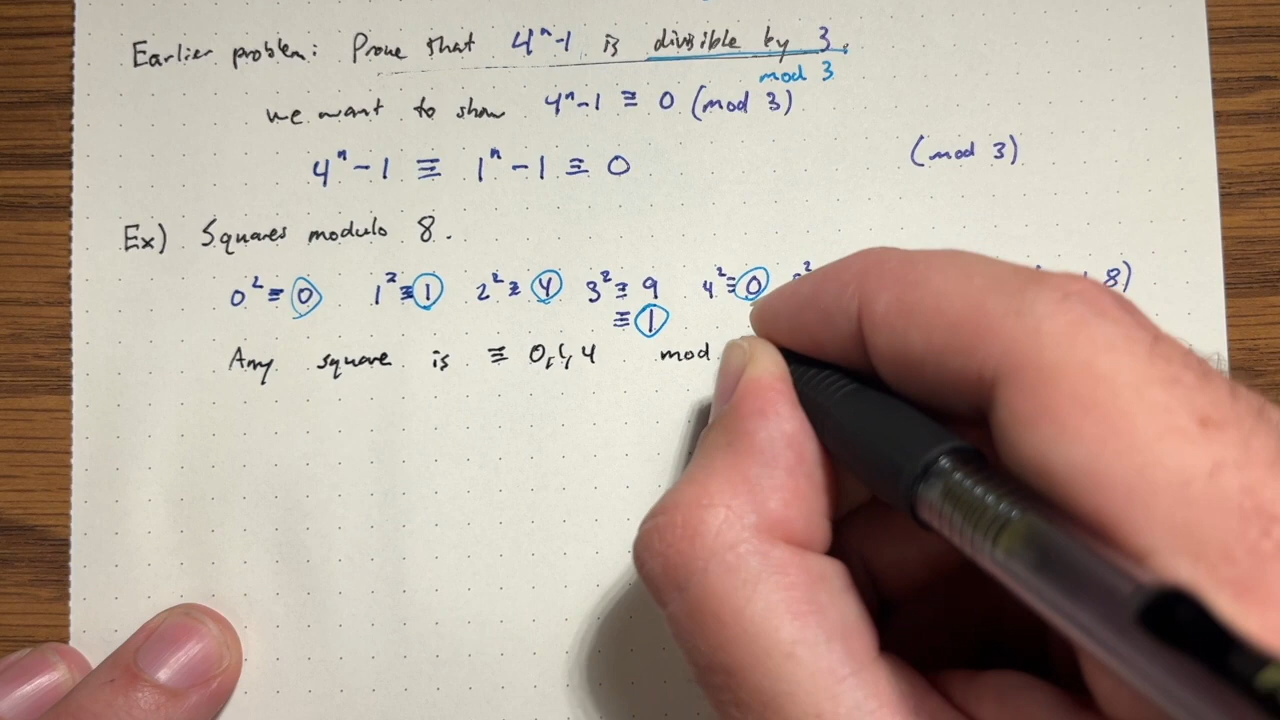 Earlier problem: Prove that 4ⁿ-1 is divisible by 3.
mod 3
we want to show 4ⁿ-1 ≡ 0 (mod 3)
4ⁿ - 1 ≡ 1ⁿ - 1 ≡ 0 (mod 3)
Ex) Squares modulo 8.
0² ≡ 0 1² ≡ 1 2² ≡ 4 3² ≡ 9 4² ≡ 0 8)
≡ 1
Any square is ≡ 0, 1, 4 mod